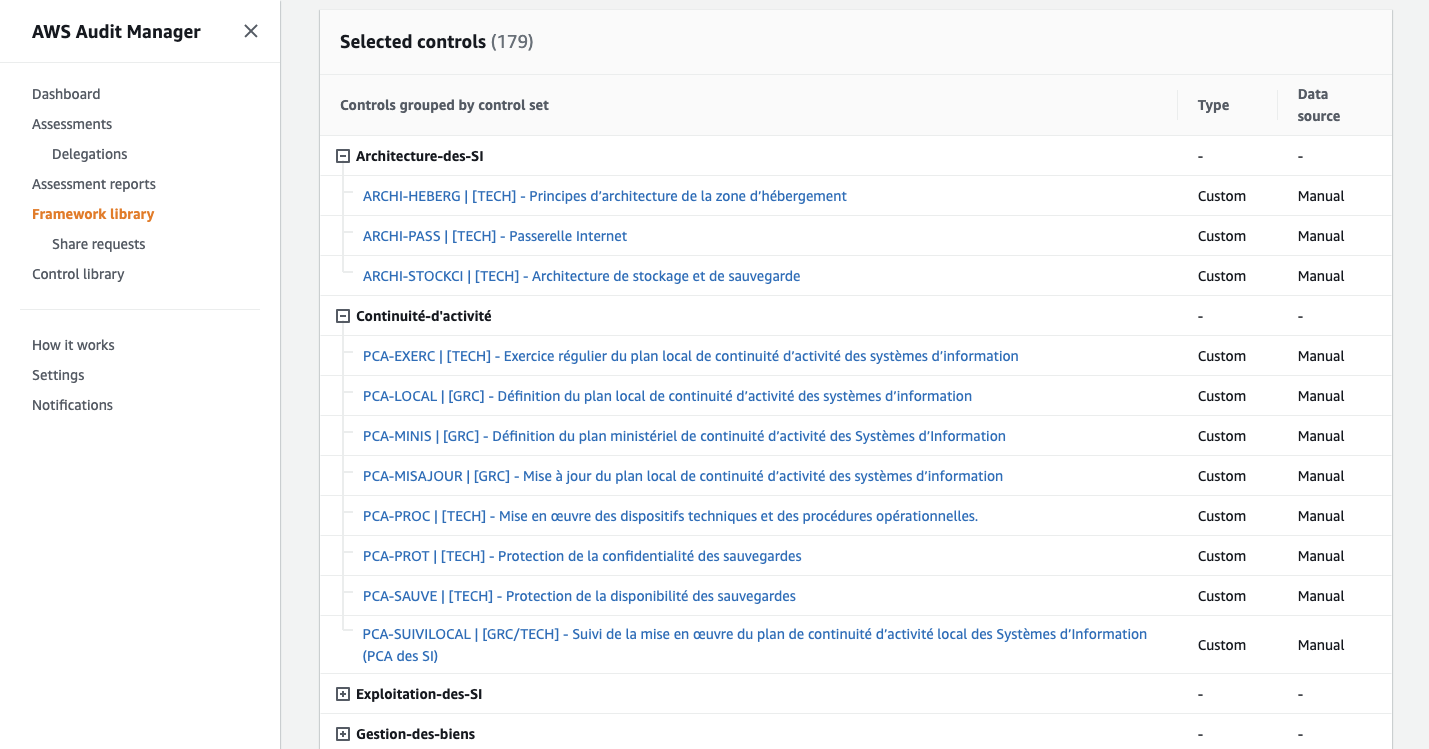 AWS Audit Manager
Dashboard
Assessments
Delegations
Assessment reports
Framework library
Share requests
Control library
How it works
Settings
Notifications
Selected controls (179)
Controls grouped by control set Type Data source
Architecture-des-SI - -
ARCHI-HEBERG | [TECH] - Principes d’architecture de la zone d’hébergement Custom Manual
ARCHI-PASS | [TECH] - Passerelle Internet Custom Manual
ARCHI-STOCKCI | [TECH] - Architecture de stockage et de sauvegarde Custom Manual
Continuité-d'activité - -
PCA-EXERC | [TECH] - Exercice régulier du plan local de continuité d’activité des systèmes d’information Custom Manual
PCA-LOCAL | [GRC] - Définition du plan local de continuité d’activité des systèmes d’information Custom Manual
PCA-MINIS | [GRC] - Définition du plan ministériel de continuité d’activité des Systèmes d’Information Custom Manual
PCA-MISAJOUR | [GRC] - Mise à jour du plan local de continuité d’activité des systèmes d’information Custom Manual
PCA-PROC | [TECH] - Mise en œuvre des dispositifs techniques et des procédures opérationnelles. Custom Manual
PCA-PROT | [TECH] - Protection de la confidentialité des sauvegardes Custom Manual
PCA-SAUVE | [TECH] - Protection de la disponibilité des sauvegardes Custom Manual
PCA-SUIVILOCAL | [GRC/TECH] - Suivi de la mise en œuvre du plan de continuité d’activité local des Systèmes d’Information
(PCA des SI) Custom Manual
Exploitation-des-SI - -
Gestion-des-biens - -